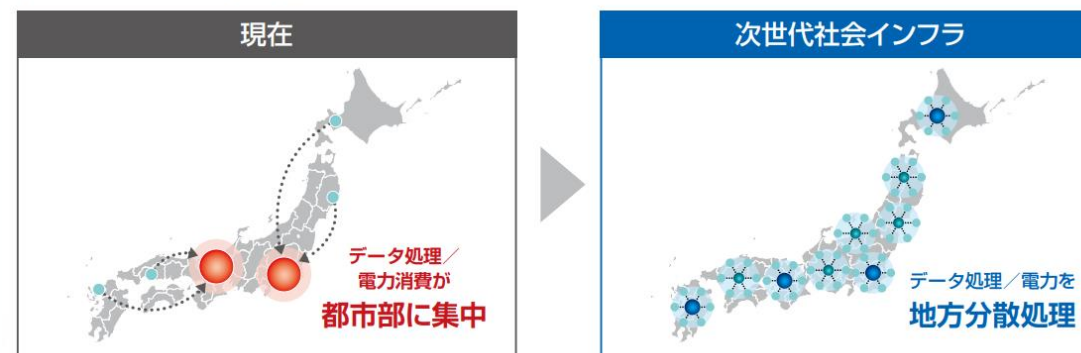 現在
データ処理／
電力消費が
都市部に集中
次世代社会インフラ
データ処理／電力を
地方分散処理